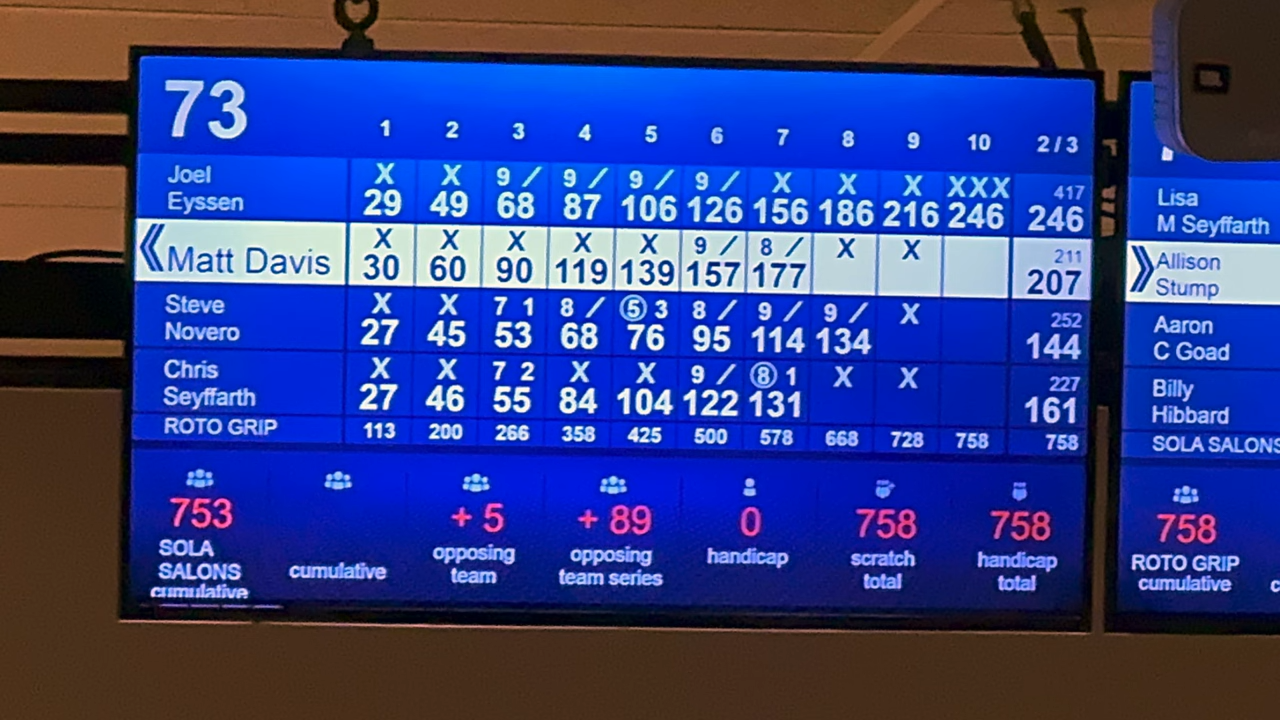 73 1 2 3 4 5 6 7 8 9 10 2/3
Joel X X 9 / 9 / 9 / 9 / X X X XXX 417
Eyssen 29 49 68 87 106 126 156 186 216 246 246
Matt Davis X X X X X 9 / 8 / X X 211
30 60 90 119 139 157 177 207
Steve X X 7 1 8 / 5 3 8 / 9 / 9 / X 252
Novero 27 45 53 68 76 95 114 134 144
Chris X X 7 2 X X 9 / 8 1 X X 227
Seyffarth 27 46 55 84 104 122 131 161
ROTO GRIP 113 200 266 358 425 500 578 668 728 758 758
753 + 5 + 89 0 758 758
SOLA SALONS cumulative
cumulative
opposing team
opposing team series
handicap
scratch total
handicap total
Lisa
M Seyffarth
Allison
Stump
Aaron
C Goad
Billy
Hibbard
SOLA SALONS
758
ROTO GRIP
cumulative